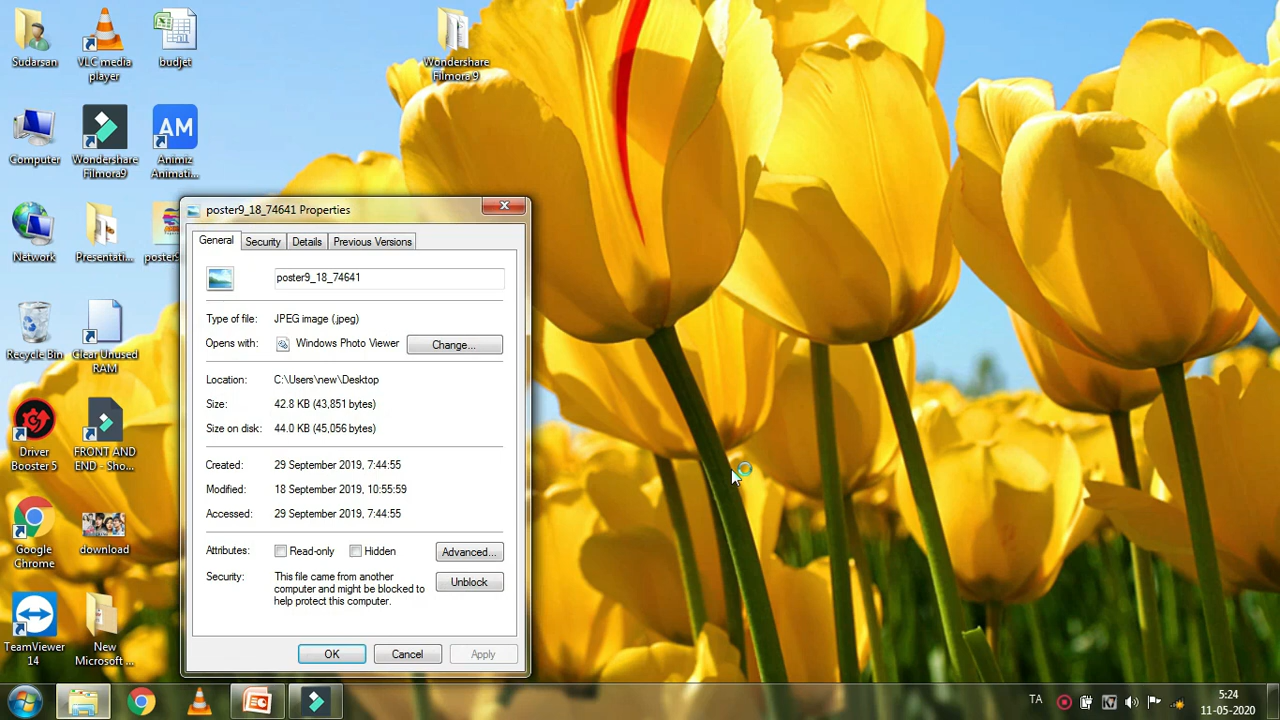 Sudarsan
VLC media
player
budjet
Wondershare
Filmora 9
Computer
Wondershare
Filmora9
AM
Animiz
Animati...
Network
Presentati...
poster9
Recycle Bin
Clear Unused
RAM
Driver
Booster 5
FRONT AND
END - Sho...
Google
Chrome
download
TeamViewer
14
New
Microsoft ...
poster9_18_74641 Properties
General Security Details Previous Versions
poster9_18_74641
Type of file: JPEG image (.jpeg)
Opens with: Windows Photo Viewer Change...
Location: C:\Users\new\Desktop
Size: 42.8 KB (43,851 bytes)
Size on disk: 44.0 KB (45,056 bytes)
Created: 29 September 2019, 7:44:55
Modified: 18 September 2019, 10:55:59
Accessed: 29 September 2019, 7:44:55
Attributes: Read-only Hidden Advanced...
Security: This file came from another
computer and might be blocked to
help protect this computer.
Unblock
OK Cancel Apply
TA
5:24
11-05-2020